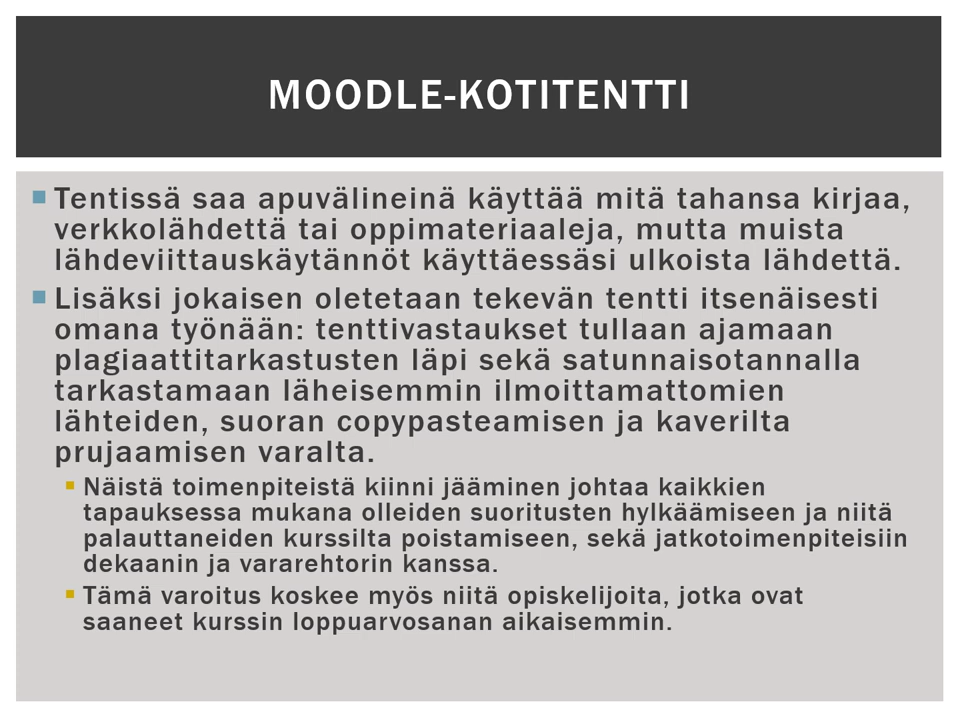 MOODLE-KOTITENTTI
Tentissä saa apuvälineinä käyttää mitä tahansa kirjaa,
verkkolähdettä tai oppimateriaaleja, mutta muista
lähdeviittauskäytännöt käyttäessäsi ulkoista lähdettä.
Lisäksi jokaisen oletetaan tekevän tentti itsenäisesti
omana työnään: tenttivastaukset tullaan ajamaan
plagiaattitarkastusten läpi sekä satunnaisotannalla
tarkastamaan läheisemmin ilmoittamattomien
lähteiden, suoran copypasteamisen ja kaverilta
prujaamisen varalta.
Näistä toimenpiteistä kiinni jääminen johtaa kaikkien
tapauksessa mukana olleiden suoritusten hylkäämiseen ja niitä
palauttaneiden kurssilta poistamiseen, sekä jatkotoimenpiteisiin
dekaanin ja vararehtorin kanssa.
Tämä varoitus koskee myös niitä opiskelijoita, jotka ovat
saaneet kurssin loppuarvosanan aikaisemmin.